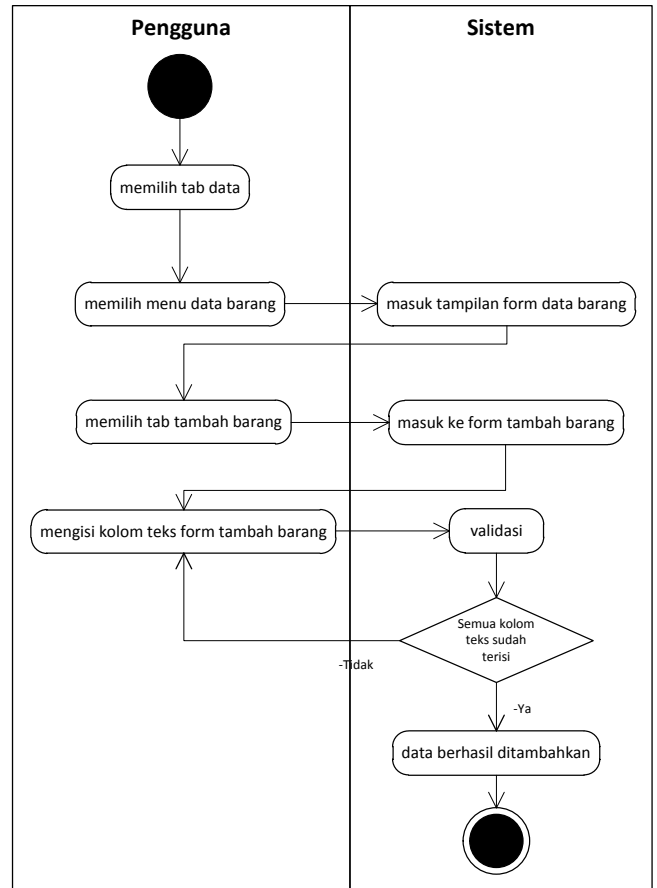 Pengguna
Sistem
memilih tab data
memilih menu data barang
masuk tampilan form data barang
memilih tab tambah barang
masuk ke form tambah barang
mengisi kolom teks form tambah barang
validasi
Semua kolom
teks sudah
terisi
-Tidak
-Ya
data berhasil ditambahkan